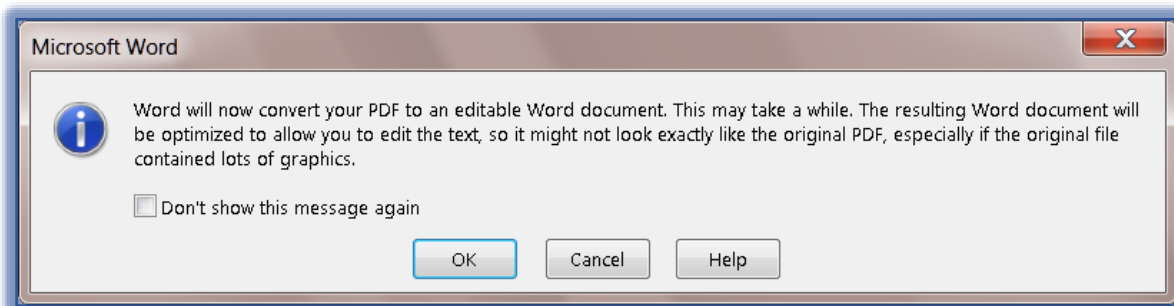 Microsoft Word
X
Word will now convert your PDF to an editable Word document. This may take a while. The resulting Word document will
be optimized to allow you to edit the text, so it might not look exactly like the original PDF, especially if the original file
contained lots of graphics.
Don't show this message again
OK Cancel Help